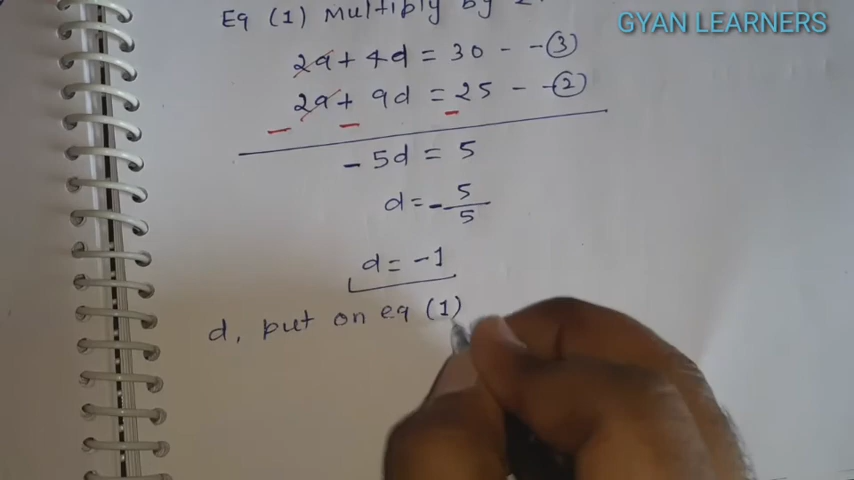 GYAN LEARNERS
Eq (1) Multiply by 2.
2a + 4d = 30 - - (3)
2a + 9d = 25 - - (2)
- - -
- 5d = 5
d = - 5/5
d = -1
d, put on eq (1)